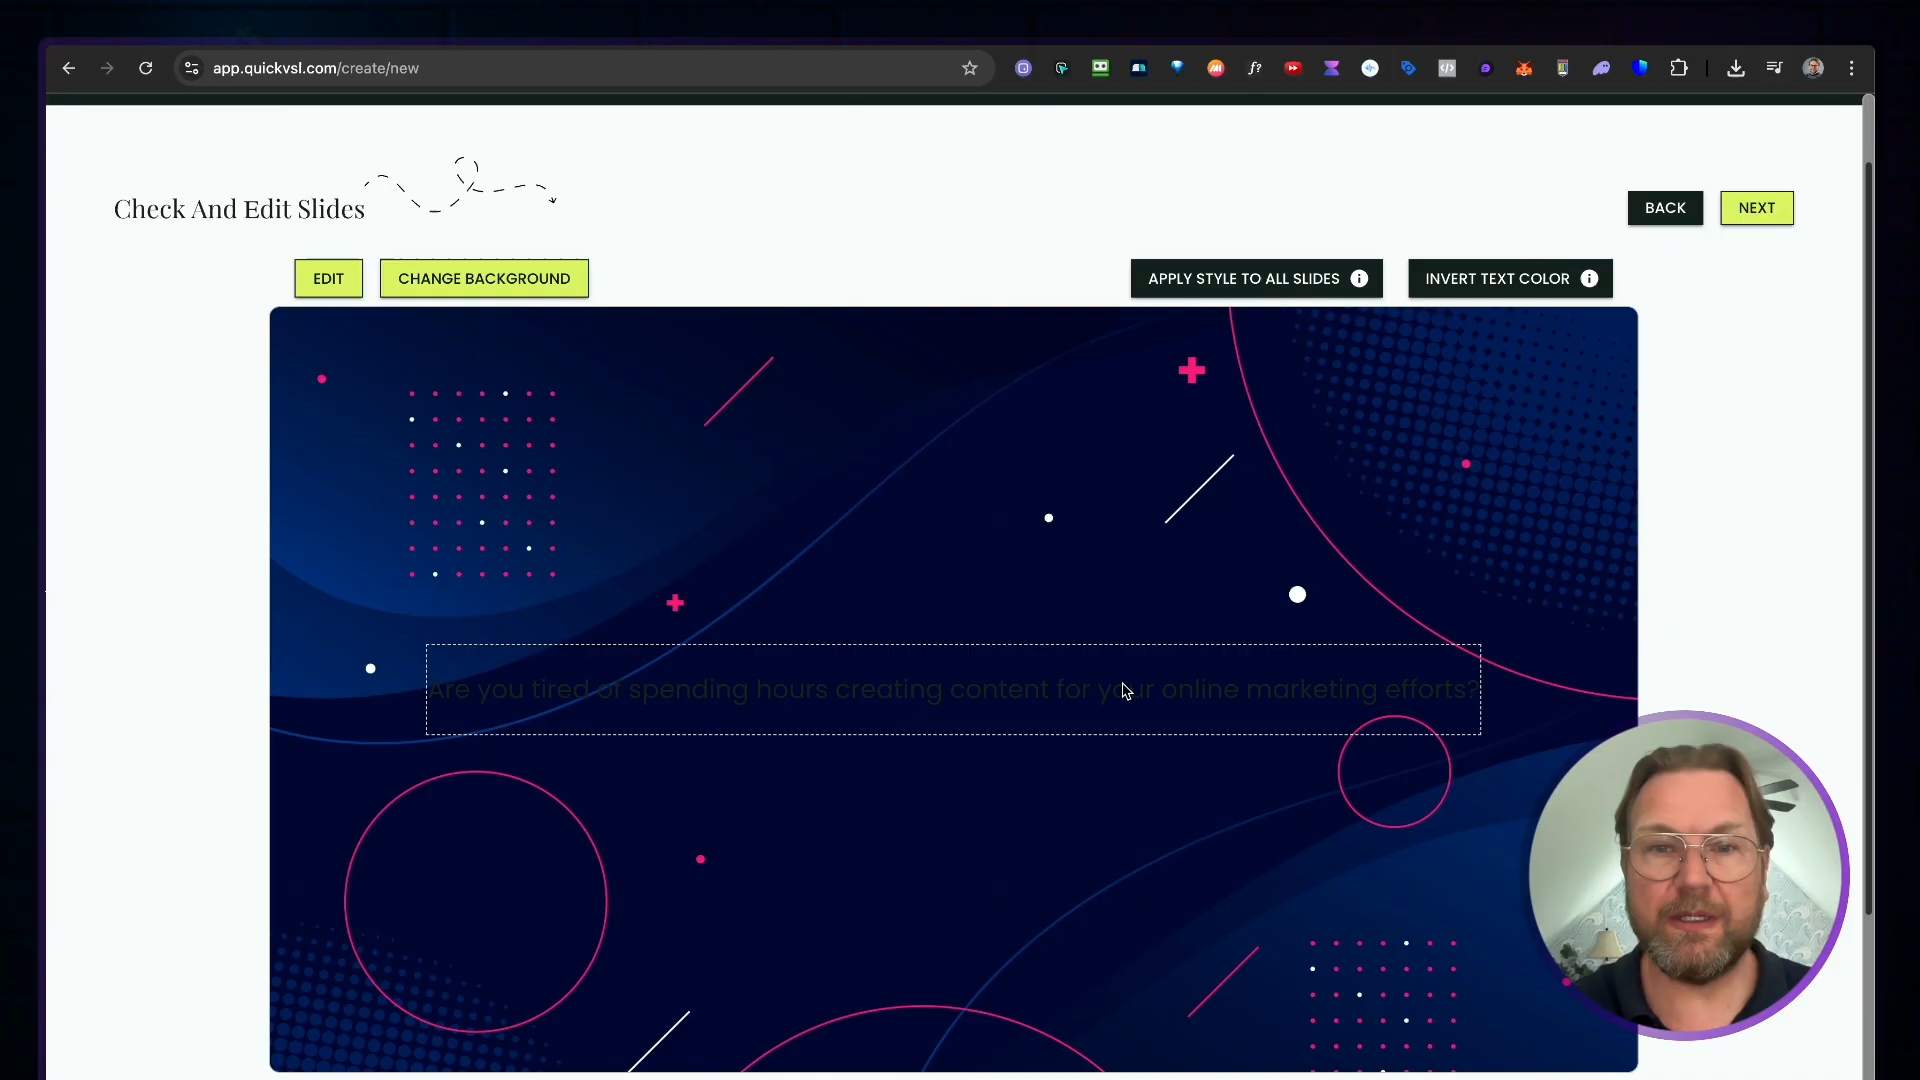 app.quickvsl.com/create/new
Check And Edit Slides
BACK
NEXT
EDIT
CHANGE BACKGROUND
APPLY STYLE TO ALL SLIDES
INVERT TEXT COLOR
Are you tired of spending hours creating content for your online marketing efforts?